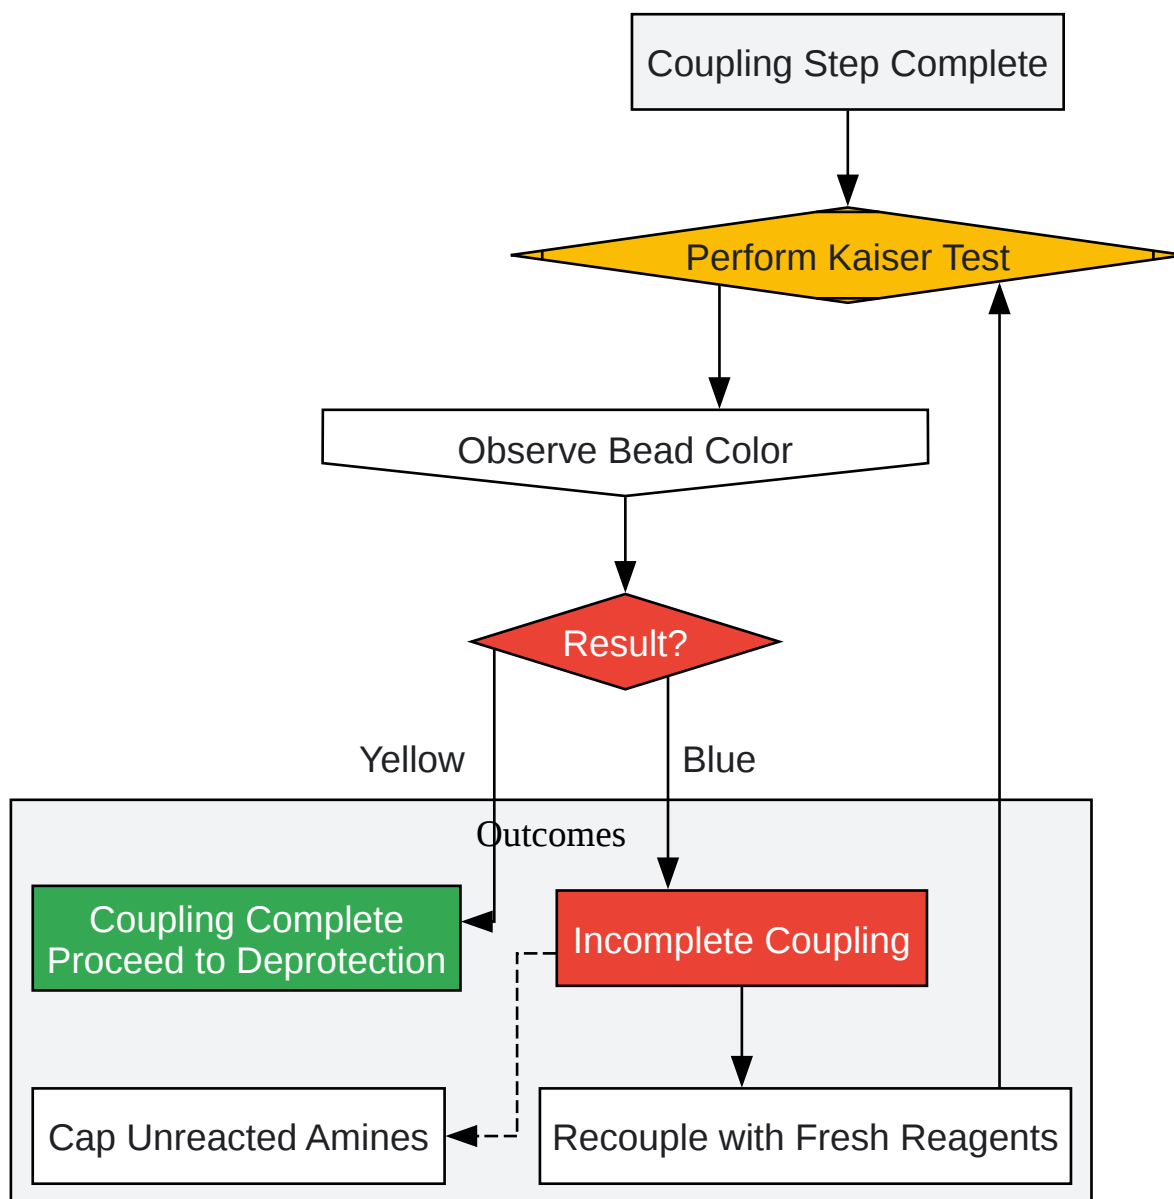 Coupling Step Complete
Perform Kaiser Test
Observe Bead Color
Result?
Yellow
Blue
Outcomes
Coupling Complete
Proceed to Deprotection
Incomplete Coupling
Cap Unreacted Amines
Recouple with Fresh Reagents